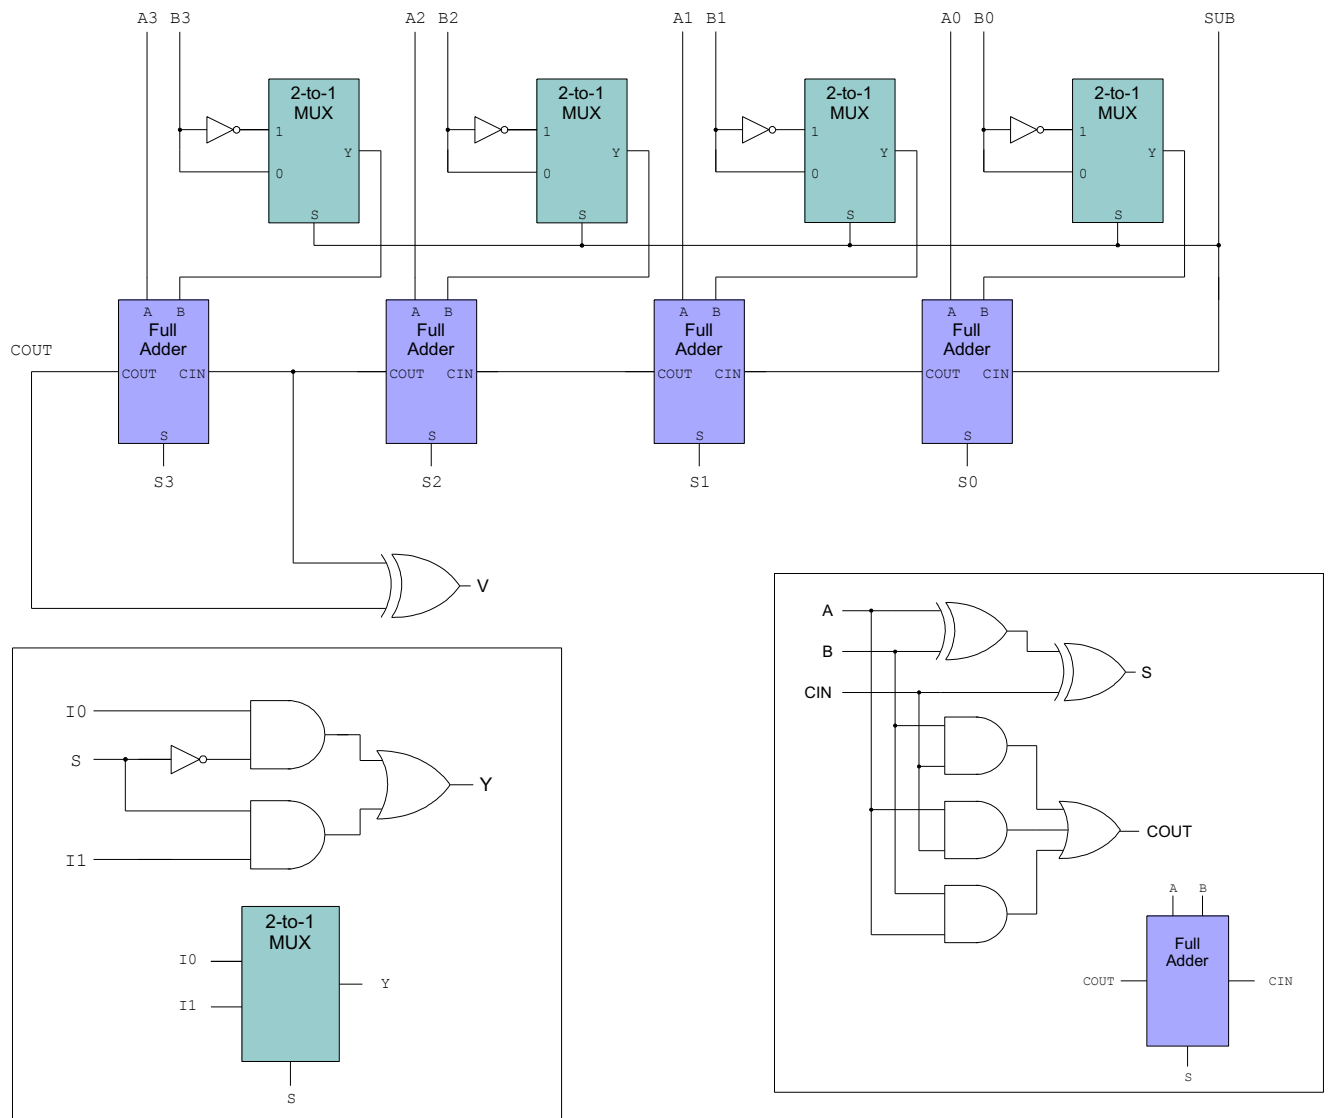 A3 B3 A2 B2 A1 B1 A0 B0 SUB
2-to-1 2-to-1 2-to-1 2-to-1
MUX MUX MUX MUX
1 1 1 1
Y Y Y Y
0 0 0 0
S S S S
A B A B A B A B
Full Full Full Full
Adder Adder Adder Adder
COUT
COUT CIN COUT CIN COUT CIN COUT CIN
S S S S
S3 S2 S1 S0
V
I0
S
Y
I1
2-to-1
MUX
I0
Y
I1
S
A
B
S
CIN
COUT
A B
Full
Adder
COUT CIN
S